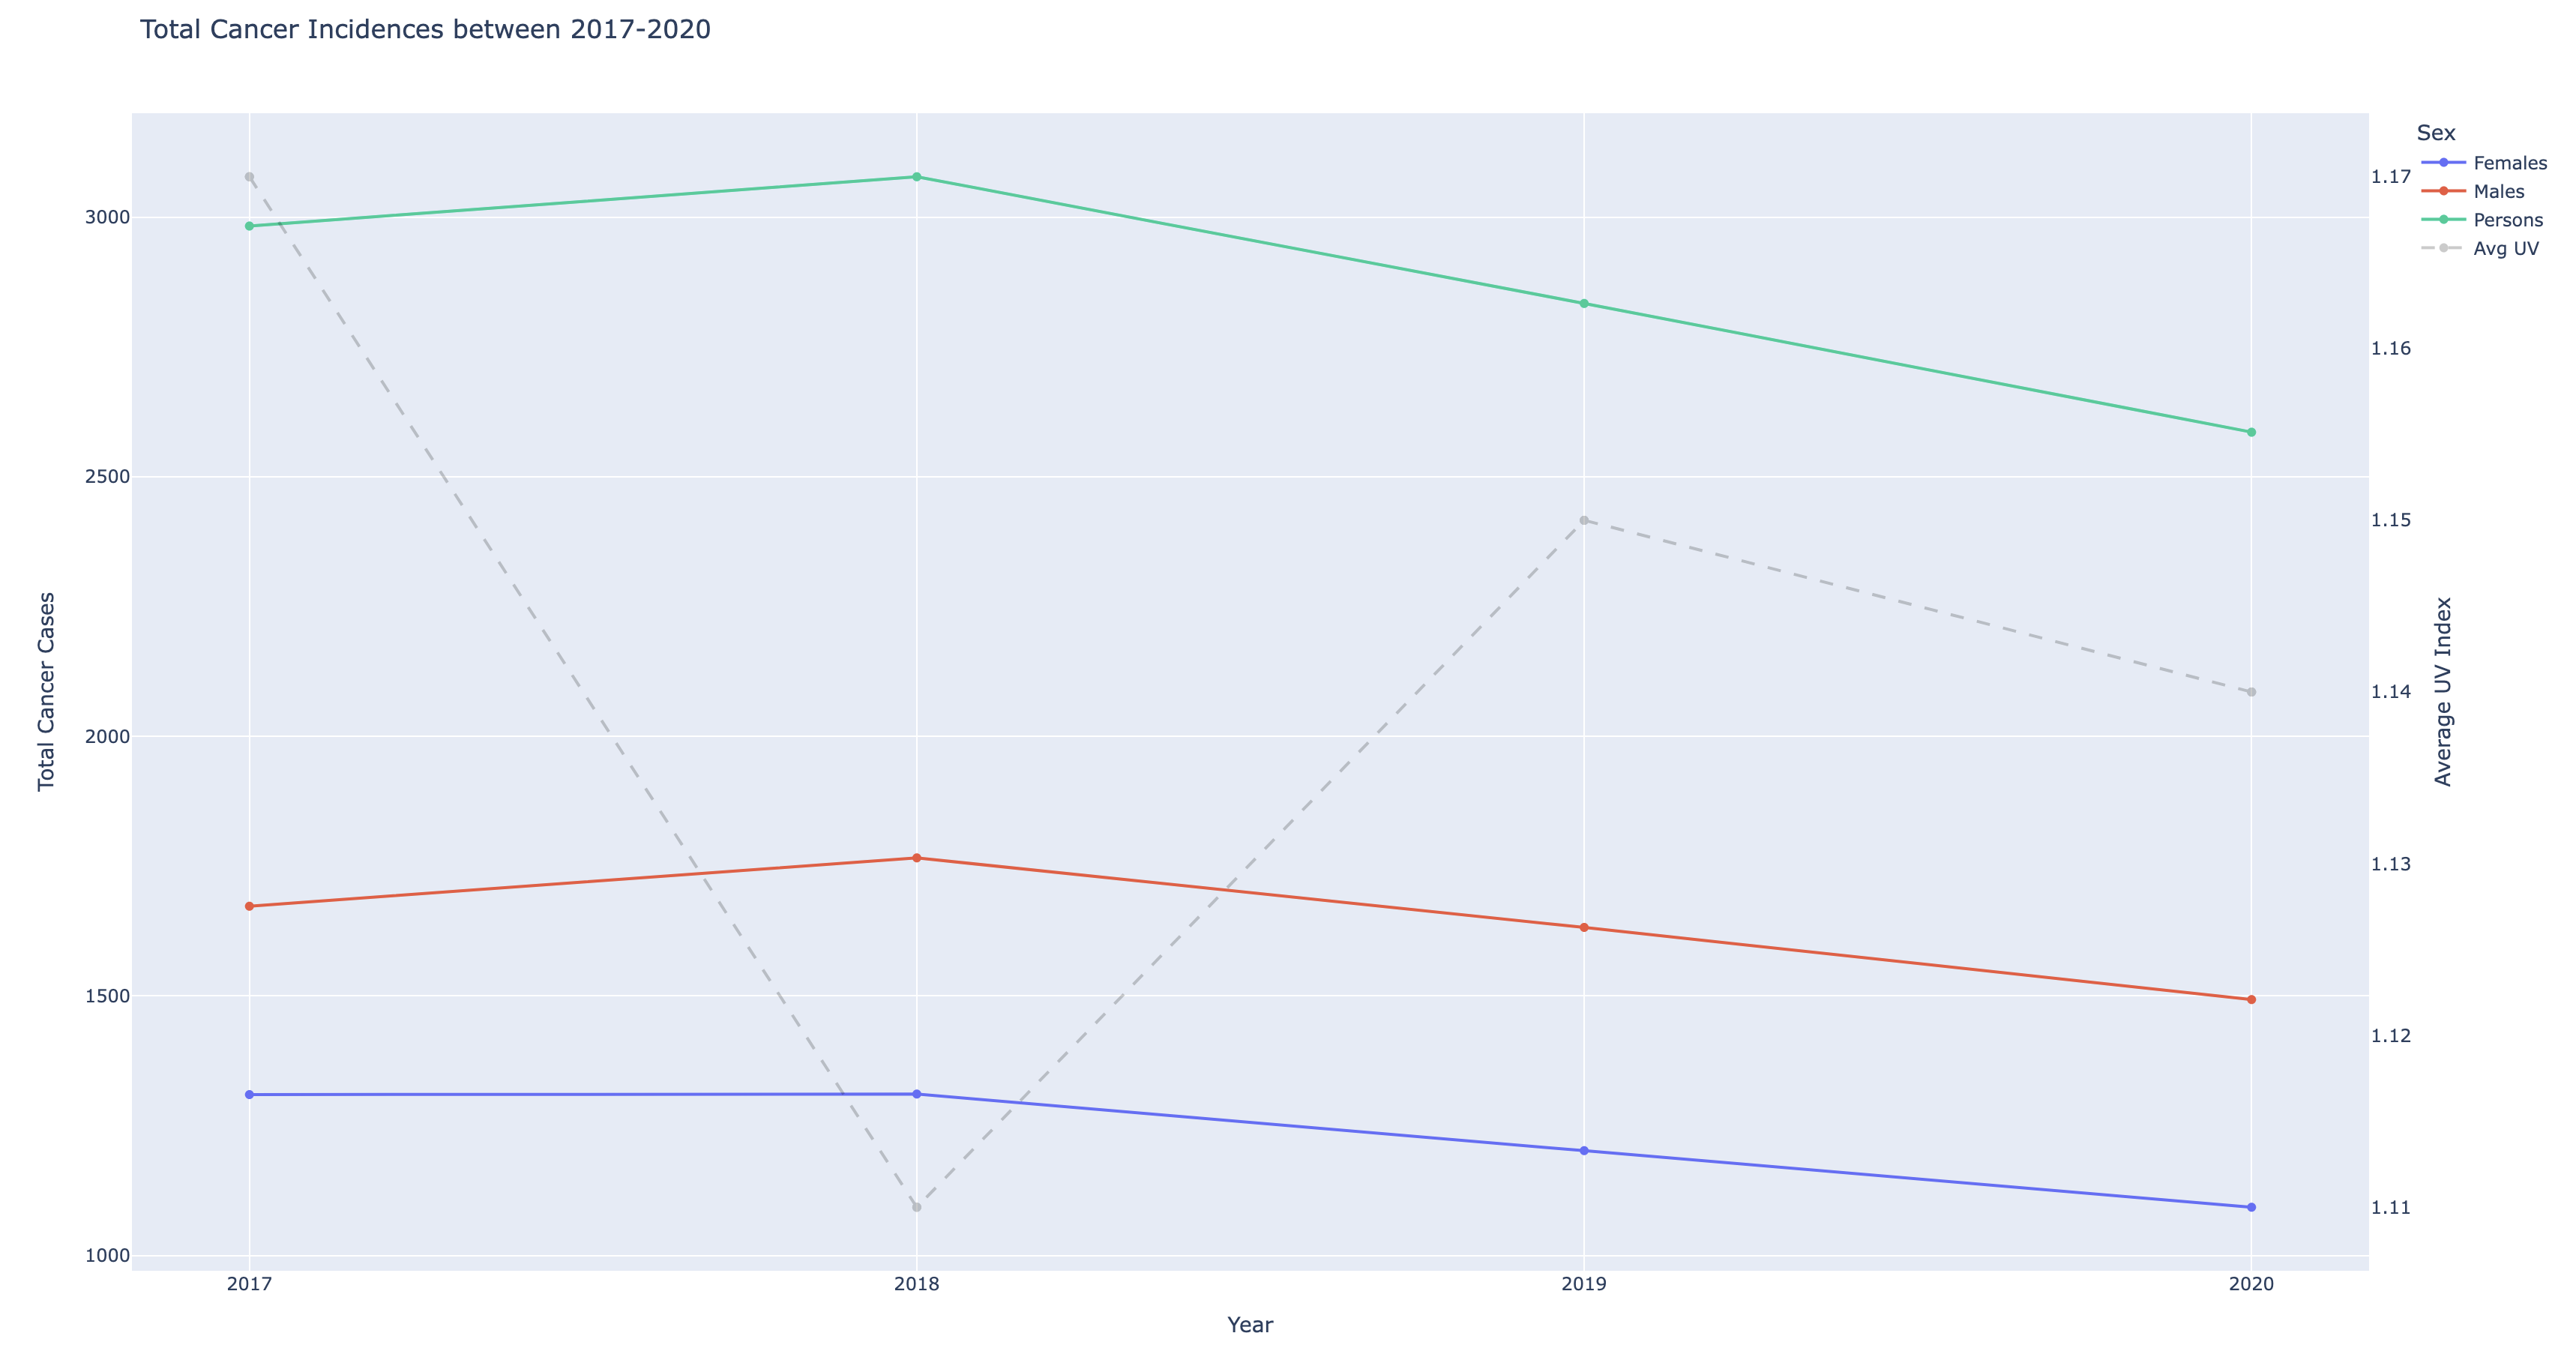 Total Cancer Incidences between 2017-2020
Sex
Females
Males
Persons
Avg UV
Total Cancer Cases
3000
2500
2000
1500
1000
1.17
1.16
1.15
1.14
1.13
1.12
1.11
Average UV Index
2017
2018
2019
2020
Year